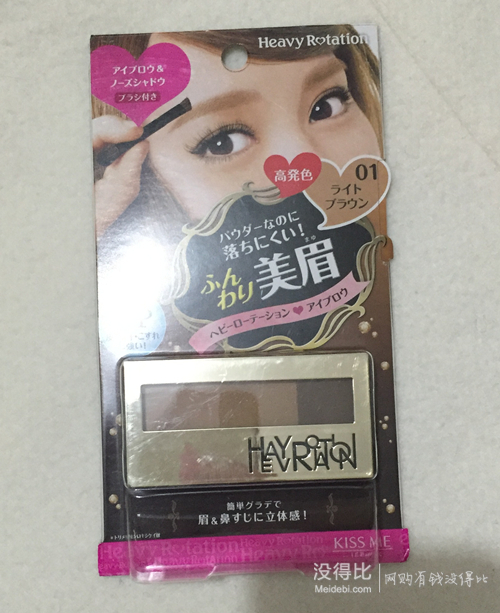 Heavy Rotation
アイブロウ&
ノーズシャドウ
ブラシ付き
高発色
01
ライト
ブラウン
パウダーなのに
落ちにくい!
ふん
わり
美眉
ヘビーローテーション♥アイブロウ
HEAVY ROTATION
簡単グラデで
眉&鼻すじに立体感!
Heavy Rotation
KISS ME
没得比
Meidebi.com
网购有钱没得比